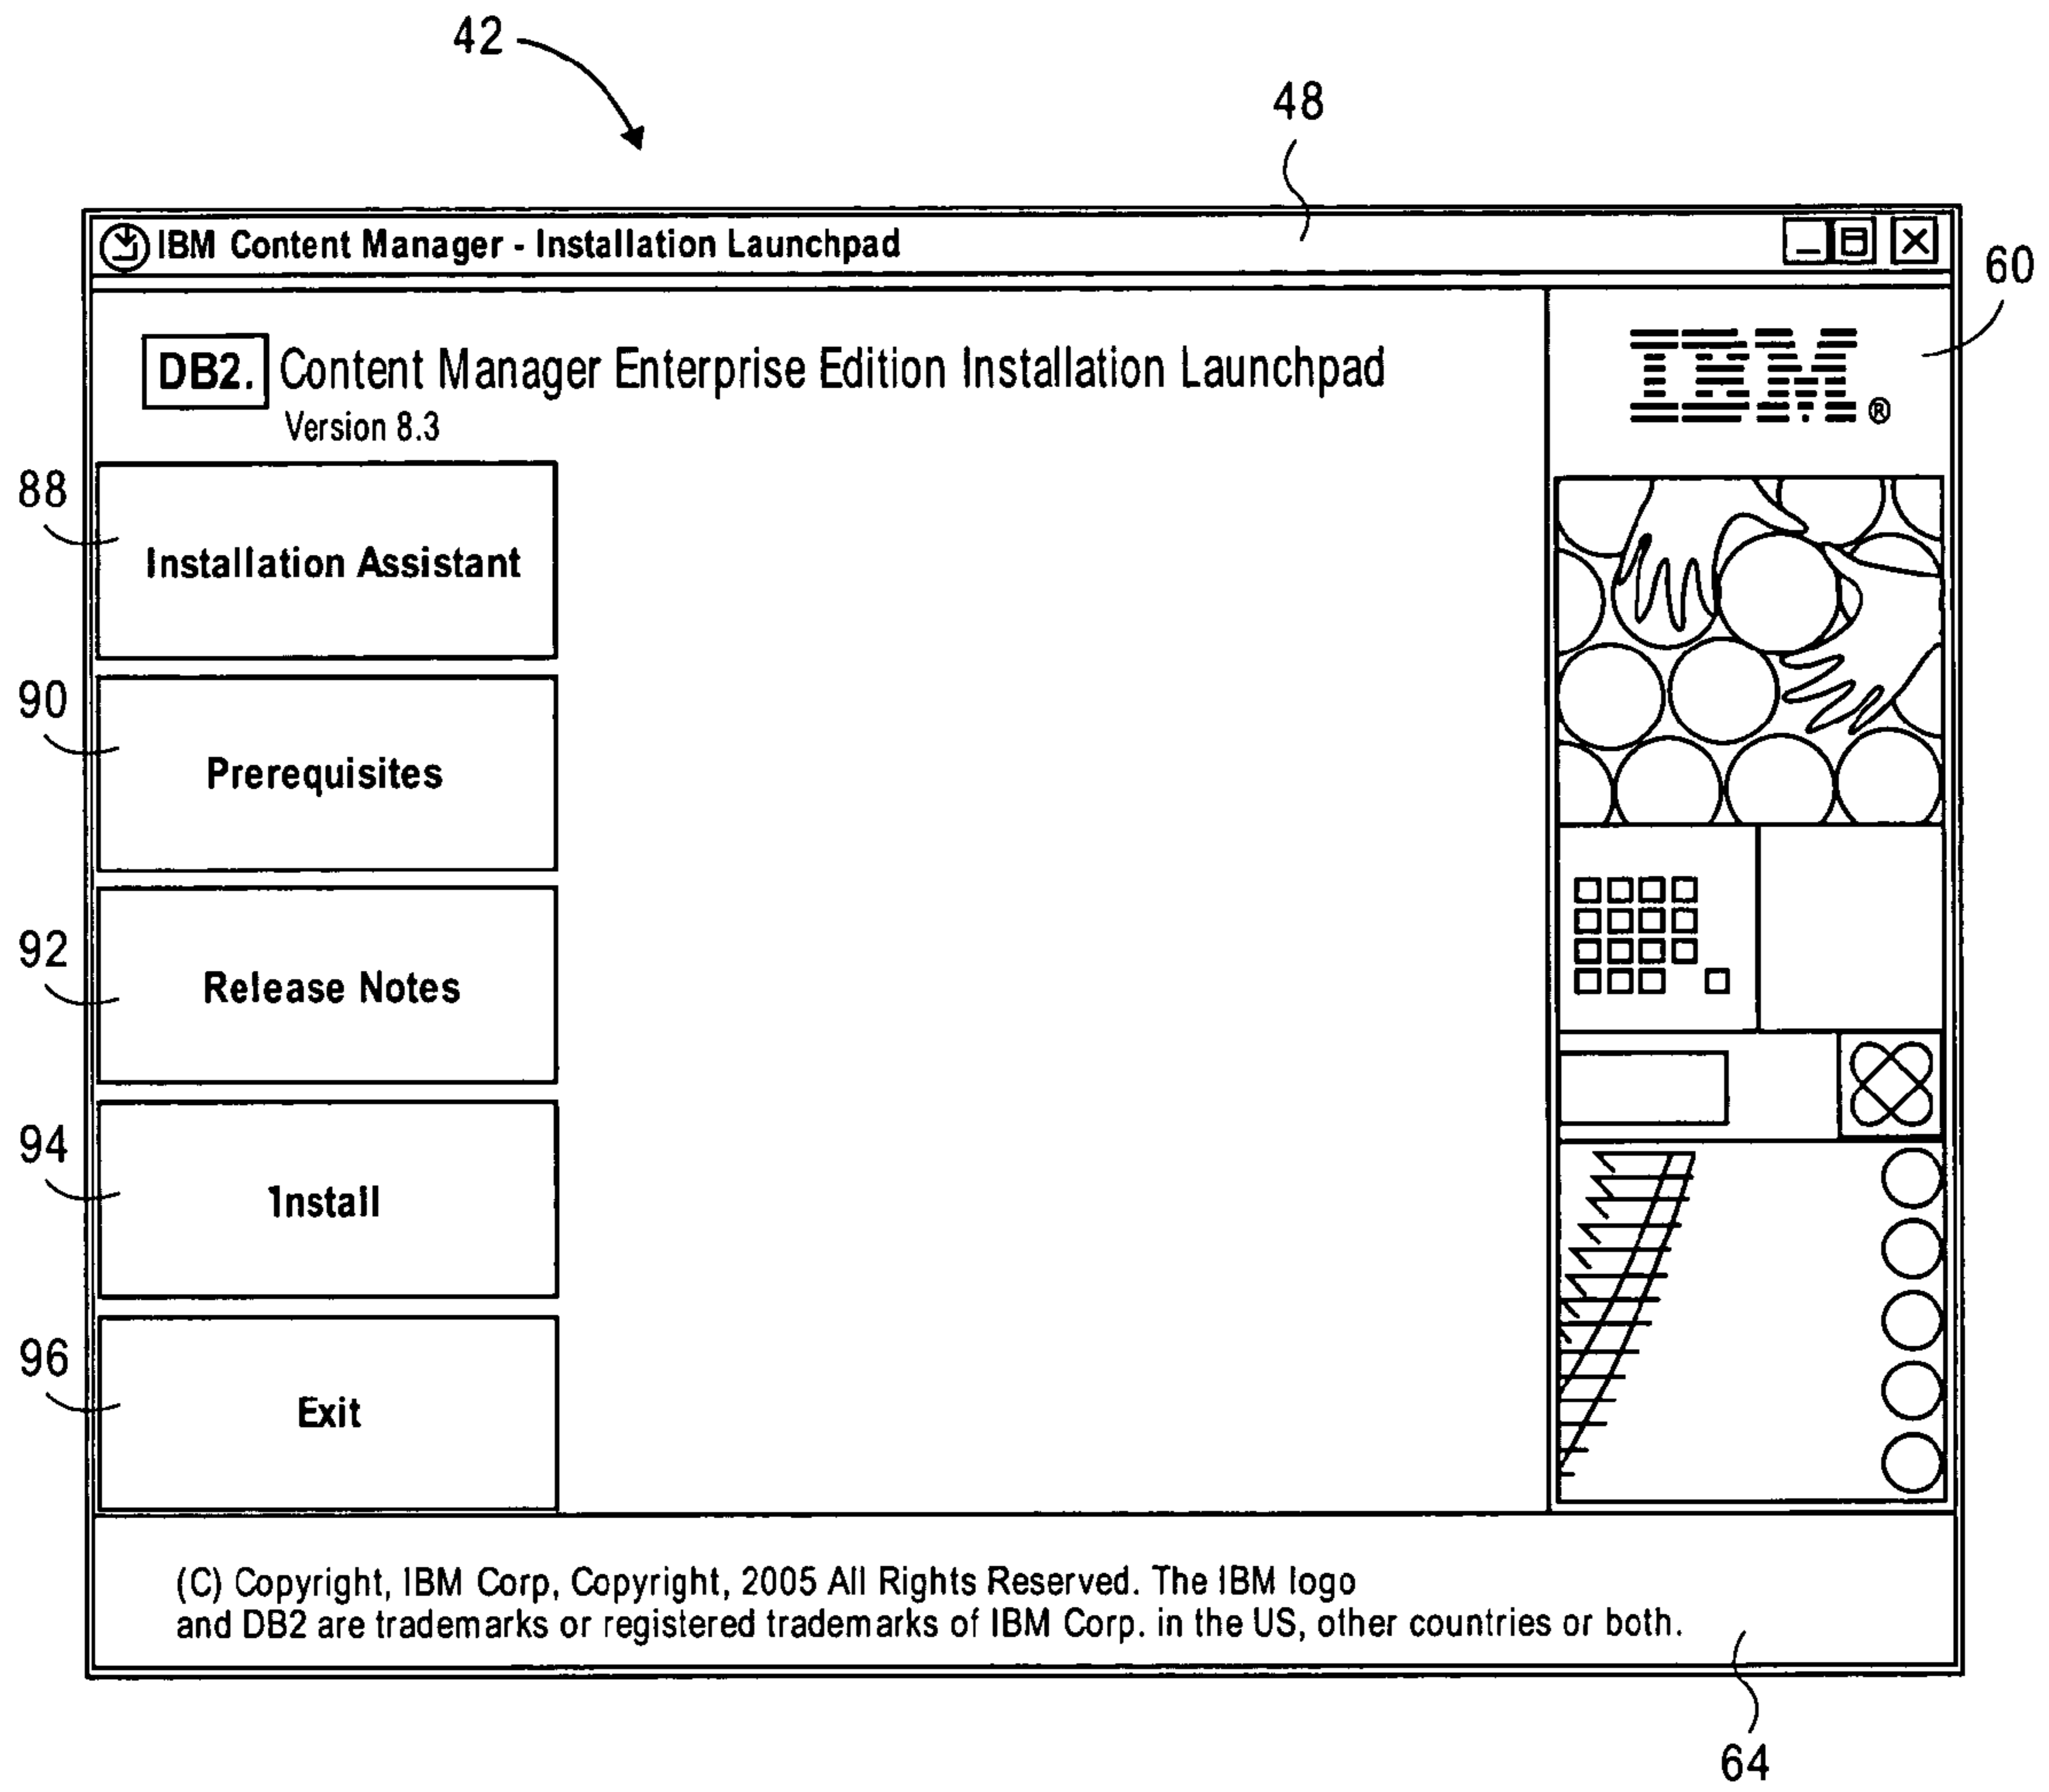 42
48
IBM Content Manager - Installation Launchpad
60
DB2. Content Manager Enterprise Edition Installation Launchpad
IBM®
Version 8.3
88
Installation Assistant
90
Prerequisites
92
Release Notes
94
Install
96
Exit
(C) Copyright, IBM Corp, Copyright, 2005 All Rights Reserved. The IBM logo
and DB2 are trademarks or registered trademarks of IBM Corp. in the US, other countries or both.
64